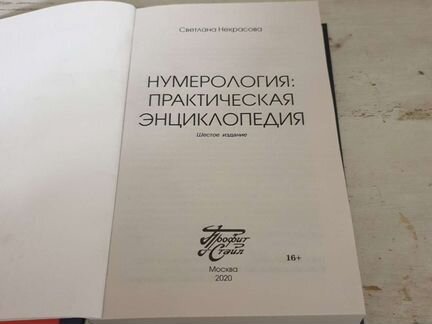 Светлана Некрасова
НУМЕРОЛОГИЯ:
ПРАКТИЧЕСКАЯ
ЭНЦИКЛОПЕДИЯ
Шестое издание
Профит
Стайл
16+
Москва
2020